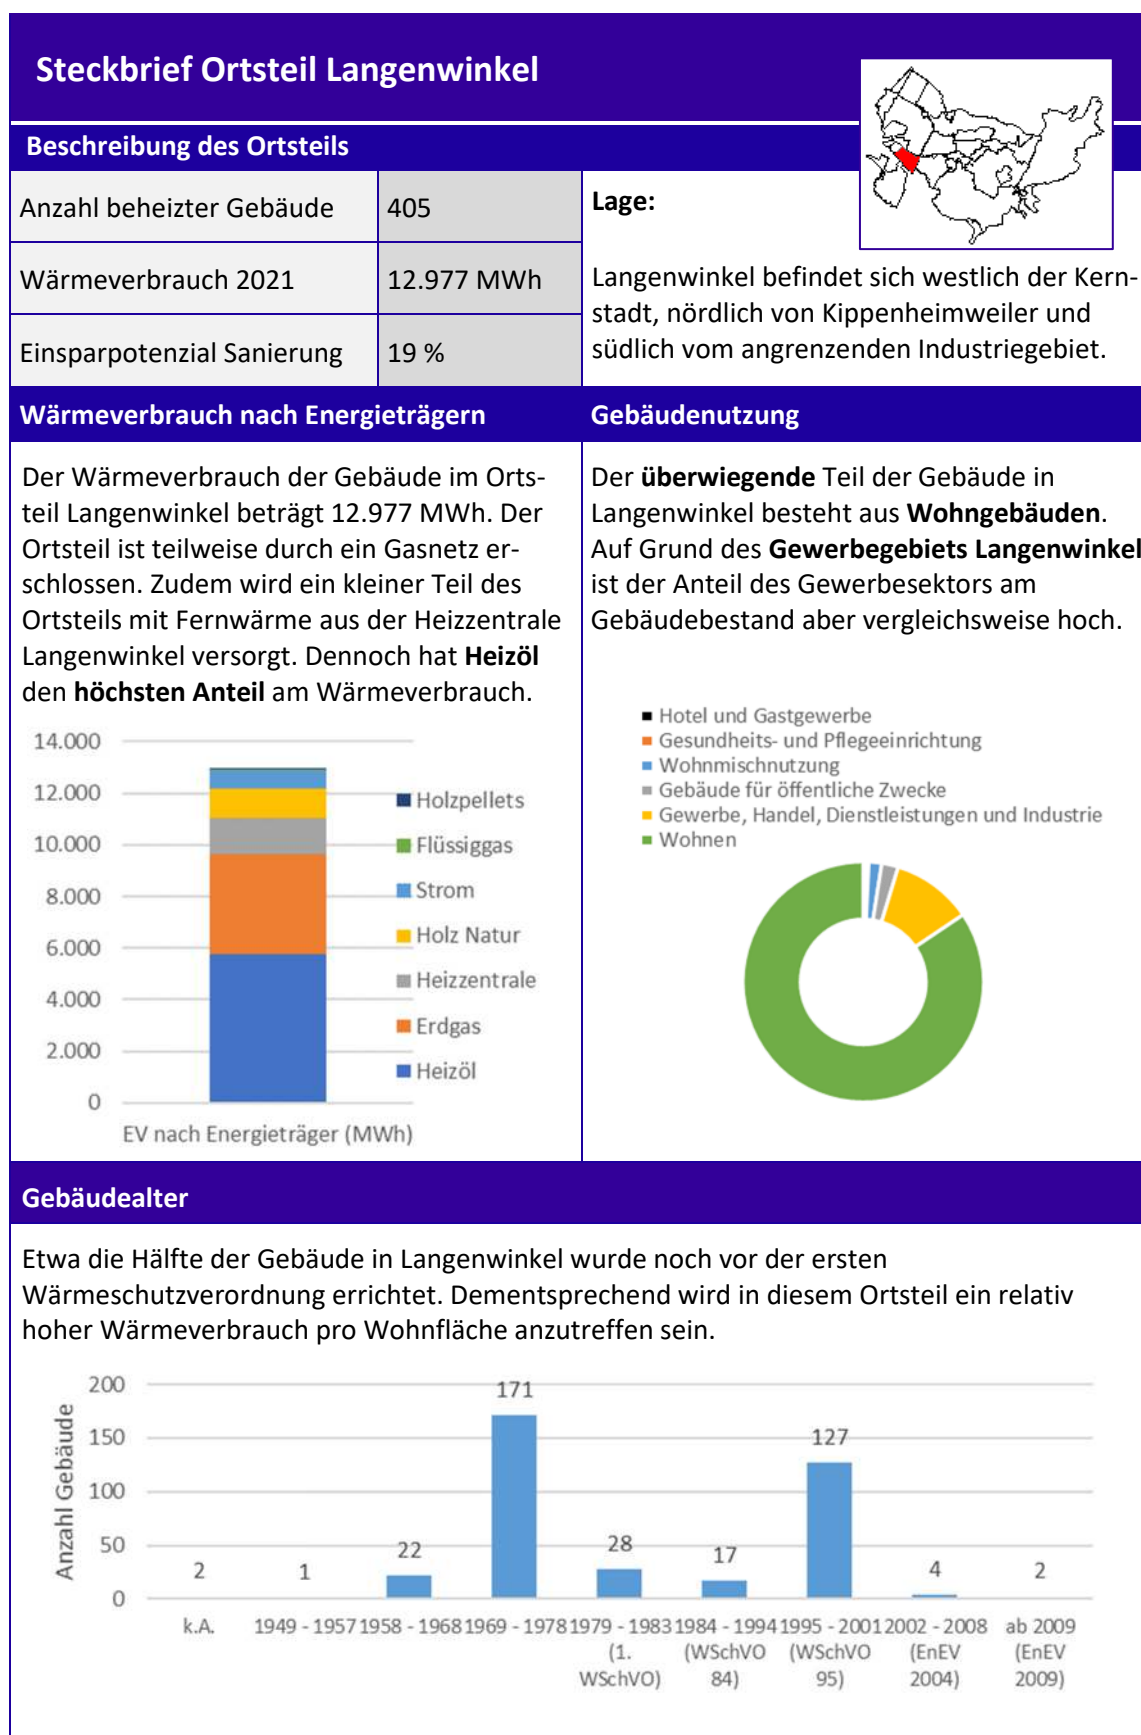 Steckbrief Ortsteil Langenwinkel
Beschreibung des Ortsteils
Anzahl beheizter Gebäude 405
Wärmeverbrauch 2021 12.977 MWh
Einsparpotenzial Sanierung 19 %
Lage:
Langenwinkel befindet sich westlich der Kern-
stadt, nördlich von Kippenheimweiler und
südlich vom angrenzenden Industriegebiet.
Wärmeverbrauch nach Energieträgern
Der Wärmeverbrauch der Gebäude im Orts-
teil Langenwinkel beträgt 12.977 MWh. Der
Ortsteil ist teilweise durch ein Gasnetz er-
schlossen. Zudem wird ein kleiner Teil des
Ortsteils mit Fernwärme aus der Heizzentrale
Langenwinkel versorgt. Dennoch hat Heizöl
den höchsten Anteil am Wärmeverbrauch.
14.000
12.000
10.000
8.000
6.000
4.000
2.000
0
Holzpellets
Flüssiggas
Strom
Holz Natur
Heizzentrale
Erdgas
Heizöl
EV nach Energieträger (MWh)
Gebäudenutzung
Der überwiegende Teil der Gebäude in
Langenwinkel besteht aus Wohngebäuden.
Auf Grund des Gewerbegebiets Langenwinkel
ist der Anteil des Gewerbesektors am
Gebäudebestand aber vergleichsweise hoch.
Hotel und Gastgewerbe
Gesundheits- und Pflegeeinrichtung
Wohnmischnutzung
Gebäude für öffentliche Zwecke
Gewerbe, Handel, Dienstleistungen und Industrie
Wohnen
Gebäudealter
Etwa die Hälfte der Gebäude in Langenwinkel wurde noch vor der ersten
Wärmeschutzverordnung errichtet. Dementsprechend wird in diesem Ortsteil ein relativ
hoher Wärmeverbrauch pro Wohnfläche anzutreffen sein.
Anzahl Gebäude
200
150
100
50
0
2 1 22 171 28 17 127 4 2
k.A. 1949 - 1957 1958 - 1968 1969 - 1978 1979 - 1983 1984 - 1994 1995 - 2001 2002 - 2008 ab 2009
(1. (WSchVO (WSchVO (EnEV (EnEV
WSchVO) 84) 95) 2004) 2009)